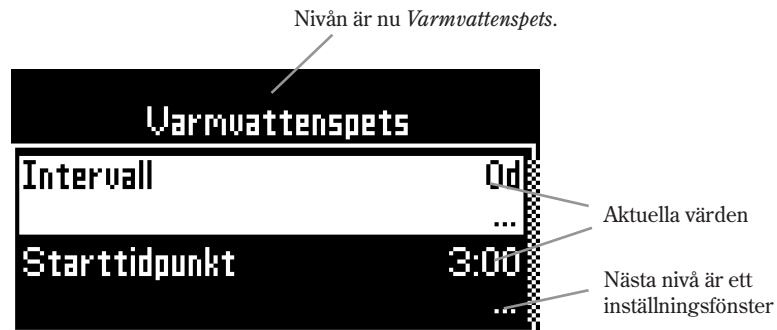 Nivån är nu Varmvattenspets.
Varmvattenspets
Intervall 0d
...
Starttidpunkt 3:00
...
Aktuella värden
Nästa nivå är ett
inställningsfönster